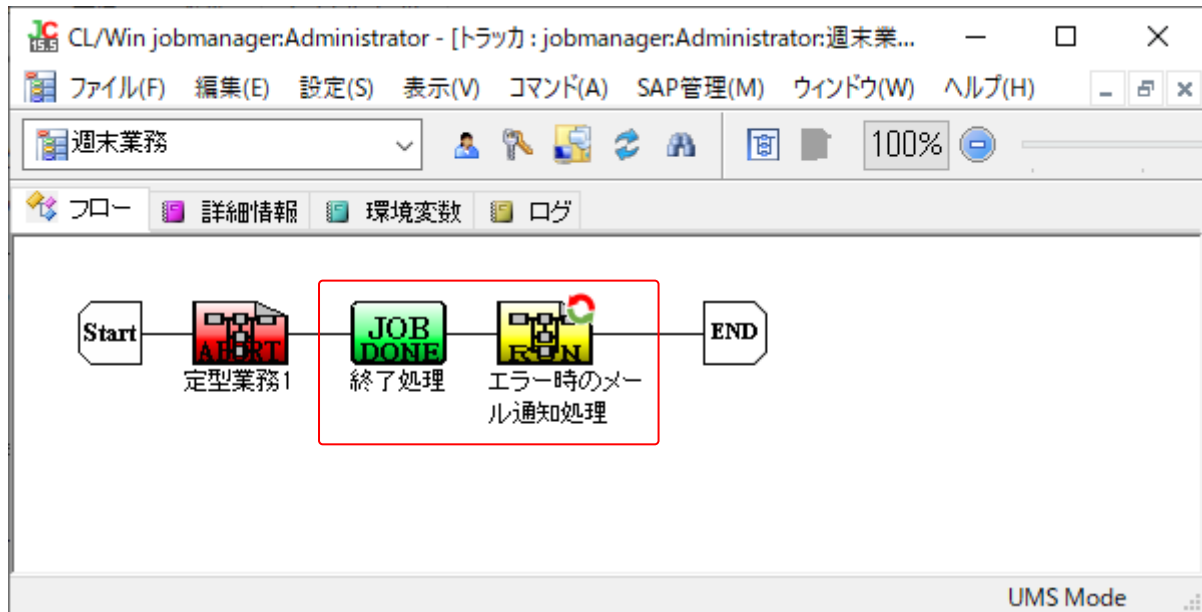 JC
15.5
CL/Win jobmanager:Administrator - [トラッカ : jobmanager:Administrator:週末業...
ファイル(F) 編集(E) 設定(S) 表示(V) コマンド(A) SAP管理(M) ウィンドウ(W) ヘルプ(H)
週末業務
100%
フロー 詳細情報 環境変数 ログ
Start
ABORT
定型業務1
JOB
DONE
終了処理
RUN
エラー時のメー
ル通知処理
END
UMS Mode